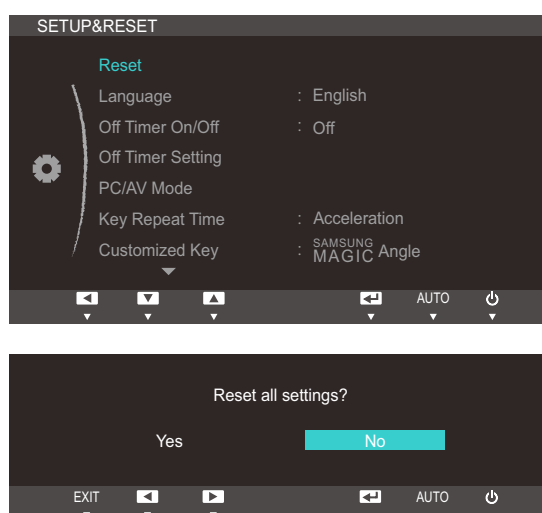 SETUP&RESET
Reset
Language : English
Off Timer On/Off : Off
Off Timer Setting
PC/AV Mode
Key Repeat Time : Acceleration
Customized Key : SAMSUNG MAGIC Angle
AUTO
Reset all settings?
Yes No
EXIT AUTO